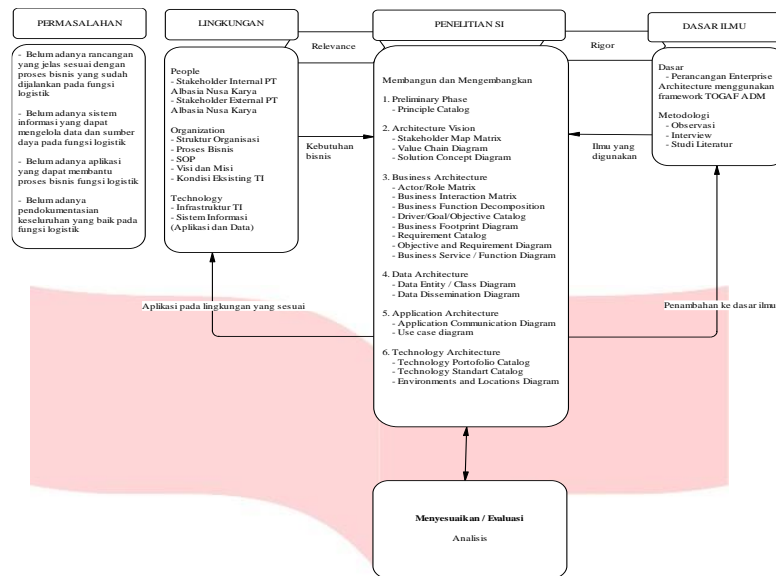 PERMASALAHAN
- Belum adanya rancangan
yang jelas sesuai dengan
proses bisnis yang sudah
dijalankan pada fungsi
logistik
- Belum adanya sistem
informasi yang dapat
mengelola data dan sumber
daya pada fungsi logistik
- Belum adanya aplikasi
yang dapat membantu
proses bisnis fungsi logistik
- Belum adanya
pendokumentasian
keseluruhan yang baik pada
fungsi logistik
LINGKUNGAN
People
- Stakeholder Internal PT
Albasia Nusa Karya
- Stakeholder External PT
Albasia Nusa Karya
Organization
- Struktur Organisasi
- Proses Bisnis
- SOP
- Visi dan Misi
- Kondisi Eksisting TI
Technology
- Infrastruktur TI
- Sistem Informasi
(Aplikasi dan Data)
Relevance
Kebutuhan
bisnis
Aplikasi pada lingkungan yang sesuai
PENELITIAN SI
Membangun dan Mengembangkan
1. Preliminary Phase
- Principle Catalog
2. Architecture Vision
- Stakeholder Map Matrix
- Value Chain Diagram
- Solution Concept Diagram
3. Business Architecture
- Actor/Role Matrix
- Business Interaction Matrix
- Business Function Decomposition
- Driver/Goal/Objective Catalog
- Business Footprint Diagram
- Requirement Catalog
- Objective and Requirement Diagram
- Business Service / Function Diagram
4. Data Architecture
- Data Entity / Class Diagram
- Data Dissemination Diagram
5. Application Architecture
- Application Communication Diagram
- Use case diagram
6. Technology Architecture
- Technology Portofolio Catalog
- Technology Standart Catalog
- Environments and Locations Diagram
Rigor
Ilmu yang
digunakan
Penambahan ke dasar ilmu
DASAR ILMU
Dasar
- Perancangan Enterprise
Architecture menggunakan
framework TOGAF ADM
Metodologi
- Observasi
- Interview
- Studi Literatur
Menyesuaikan / Evaluasi
Analisis